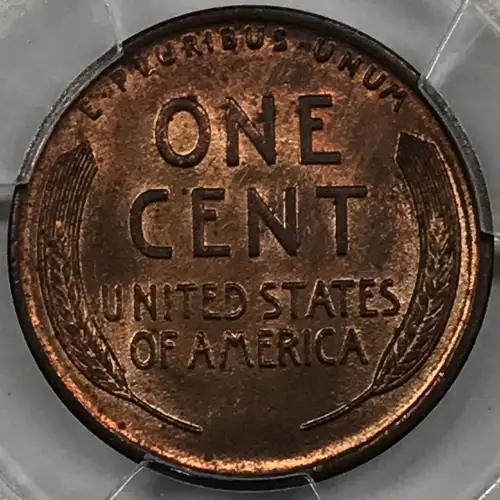 E·PLURIBUS·UNUM
ONE
CENT
UNITED STATES
OF AMERICA